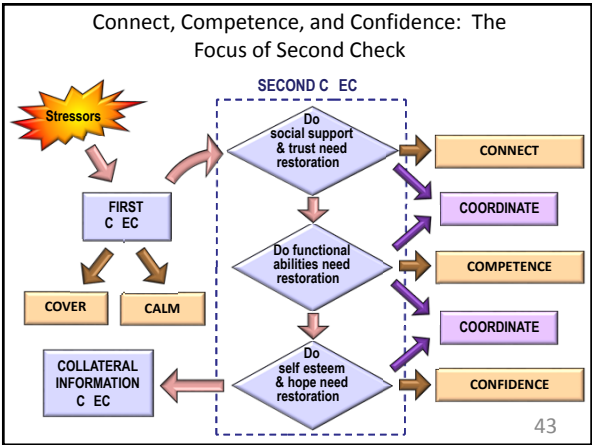 Connect, Competence, and Confidence: The
Focus of Second Check
SECOND C EC
Stressors
Do
social support
& trust need
restoration
CONNECT
FIRST
C EC
COORDINATE
Do functional
abilities need
restoration
COMPETENCE
COVER
CALM
COORDINATE
COLLATERAL
INFORMATION
C EC
Do
self esteem
& hope need
restoration
CONFIDENCE
43